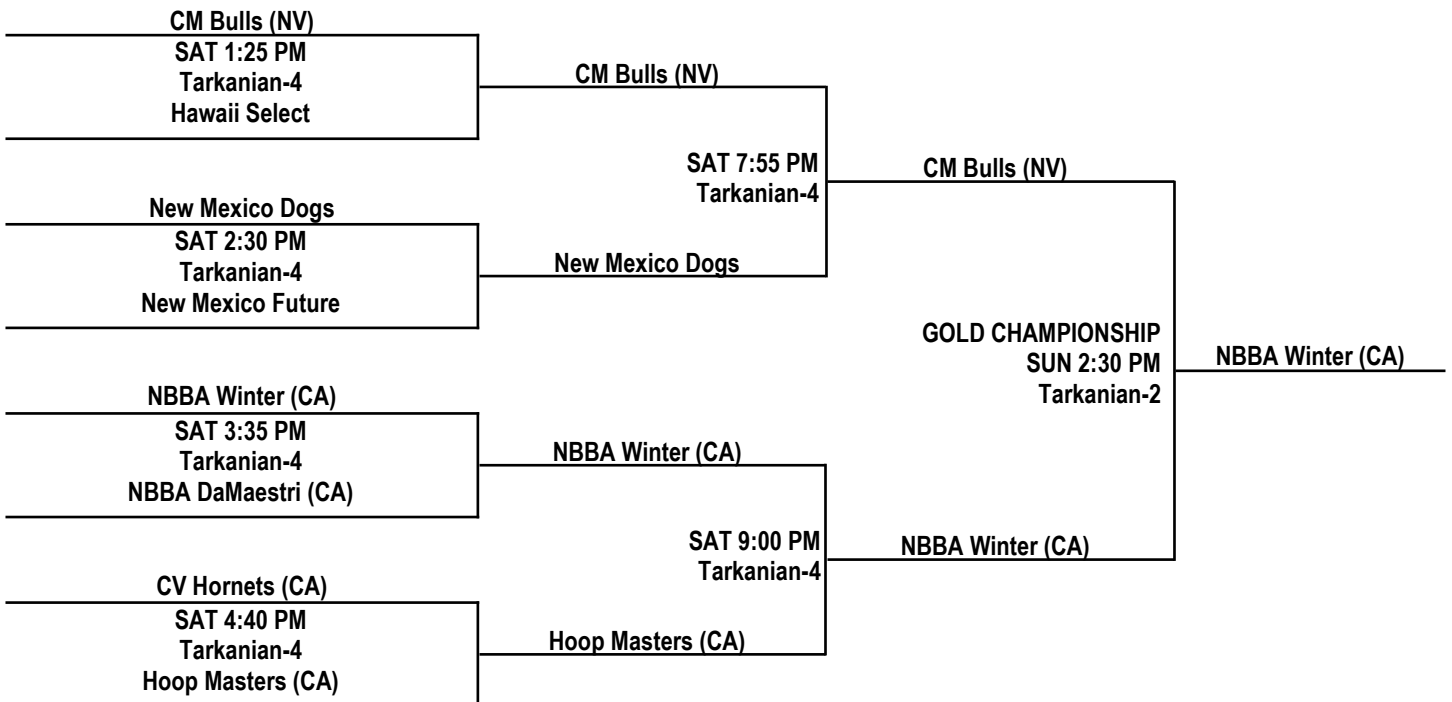 CM Bulls (NV)
SAT 1:25 PM
Tarkanian-4
Hawaii Select
New Mexico Dogs
SAT 2:30 PM
Tarkanian-4
New Mexico Future
NBBA Winter (CA)
SAT 3:35 PM
Tarkanian-4
NBBA DaMaestri (CA)
CV Hornets (CA)
SAT 4:40 PM
Tarkanian-4
Hoop Masters (CA)
CM Bulls (NV)
SAT 7:55 PM
Tarkanian-4
New Mexico Dogs
NBBA Winter (CA)
SAT 9:00 PM
Tarkanian-4
Hoop Masters (CA)
CM Bulls (NV)
GOLD CHAMPIONSHIP
SUN 2:30 PM
Tarkanian-2
NBBA Winter (CA)
NBBA Winter (CA)